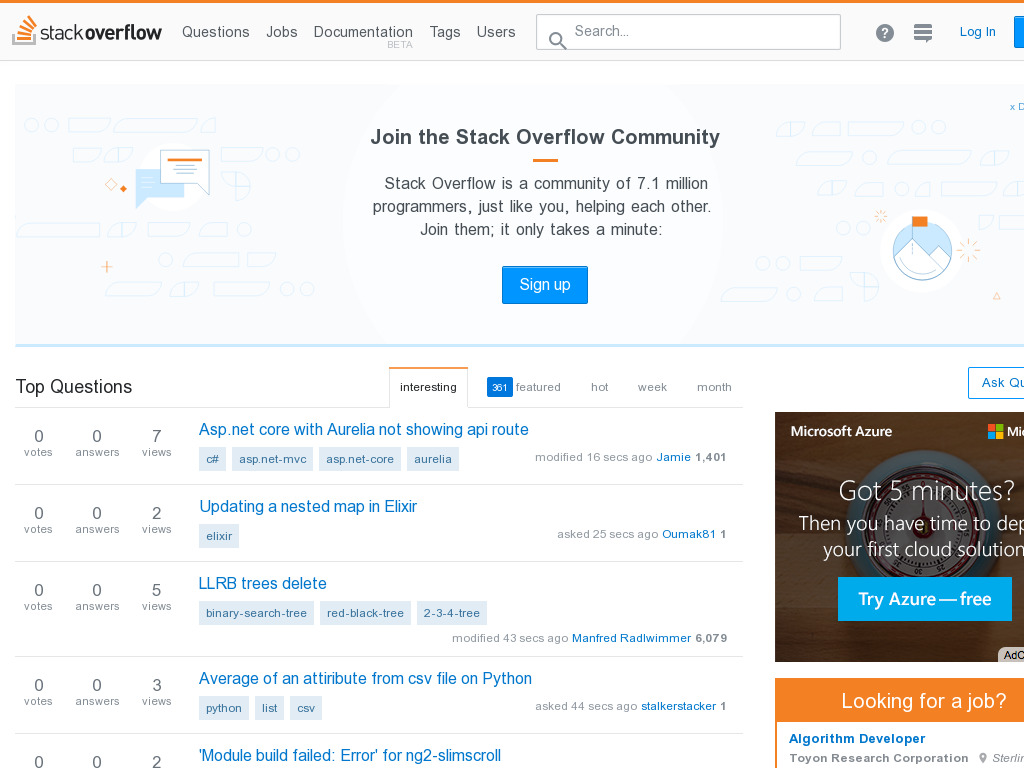 stackoverflow Questions Jobs Documentation Tags Users Search... ? Log In
BETA
x D
Join the Stack Overflow Community
Stack Overflow is a community of 7.1 million
programmers, just like you, helping each other.
Join them; it only takes a minute:
Sign up
Top Questions interesting 361 featured hot week month
Ask Qu
0 votes 0 answers 7 views
Asp.net core with Aurelia not showing api route
c# asp.net-mvc asp.net-core aurelia
modified 16 secs ago Jamie 1,401
0 votes 0 answers 2 views
Updating a nested map in Elixir
elixir
asked 25 secs ago Oumak81 1
0 votes 0 answers 5 views
LLRB trees delete
binary-search-tree red-black-tree 2-3-4-tree
modified 43 secs ago Manfred Radlwimmer 6,079
0 votes 0 answers 3 views
Average of an attiribute from csv file on Python
python list csv
asked 44 secs ago stalkerstacker 1
0 0 2
'Module build failed: Error' for ng2-slimscroll
Microsoft Azure Mic
Got 5 minutes?
Then you have time to dep
your first cloud solution
Try Azure—free
AdC
Looking for a job?
Algorithm Developer
Toyon Research Corporation Sterlin